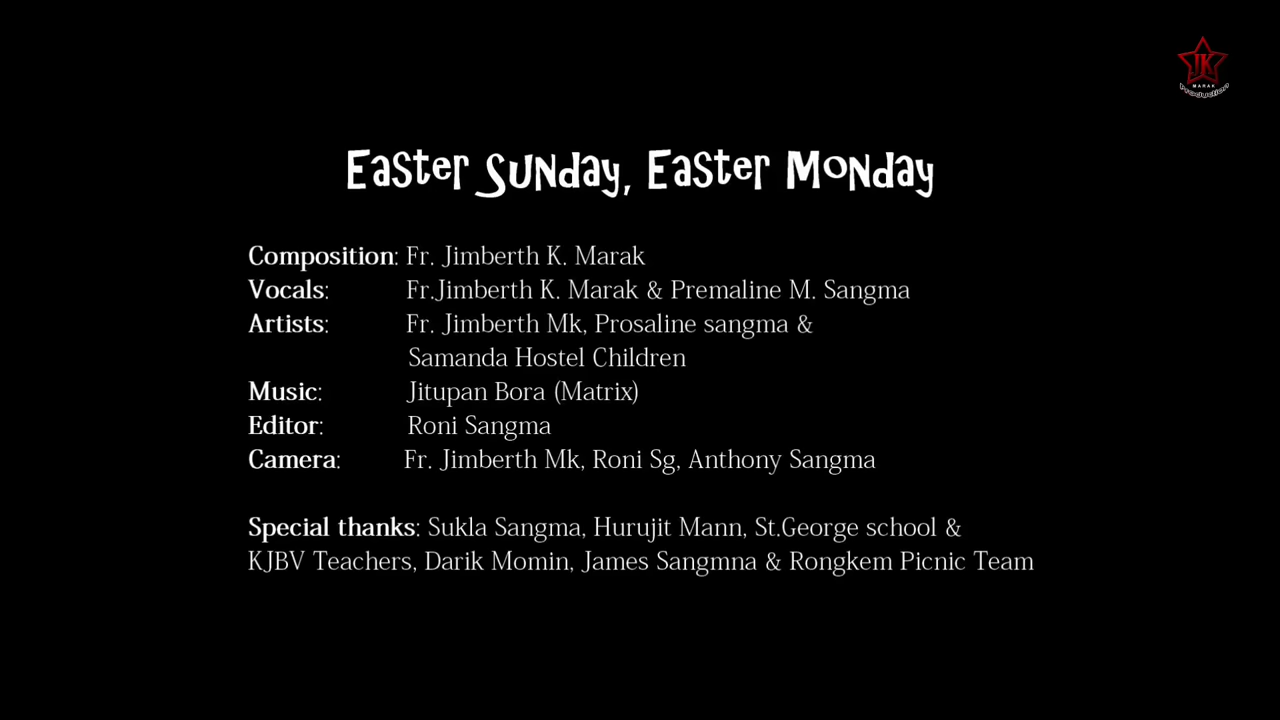 JK
MARAK
Production
Easter Sunday, Easter Monday
Composition: Fr. Jimberth K. Marak
Vocals: Fr.Jimberth K. Marak & Premaline M. Sangma
Artists: Fr. Jimberth Mk, Prosaline sangma &
Samanda Hostel Children
Music: Jitupan Bora (Matrix)
Editor: Roni Sangma
Camera: Fr. Jimberth Mk, Roni Sg, Anthony Sangma
Special thanks: Sukla Sangma, Hurujit Mann, St.George school &
KJBV Teachers, Darik Momin, James Sangmna & Rongkem Picnic Team